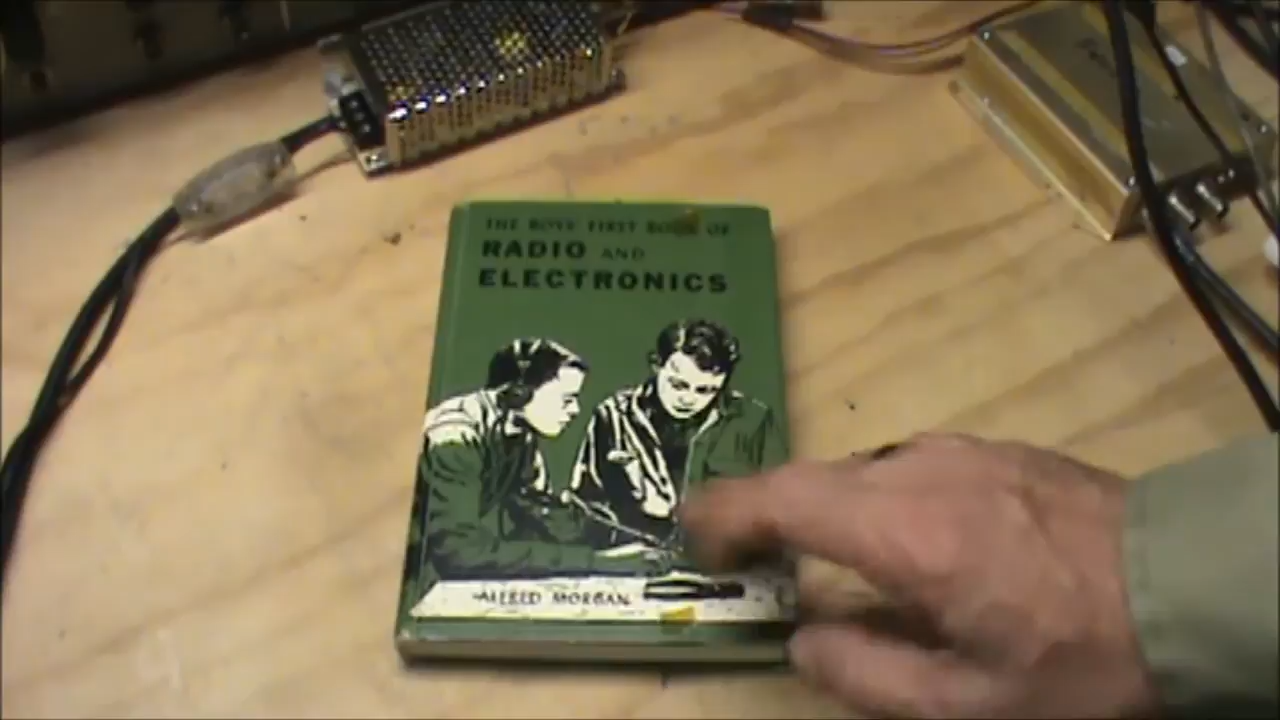 THE BOYS' FIRST BOOK OF
RADIO AND
ELECTRONICS
ALFRED MORGAN